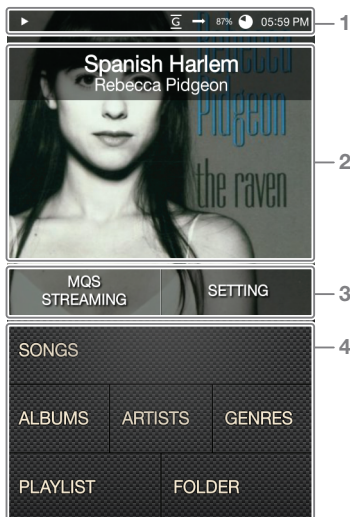 G 87% 05:59 PM 1
Spanish Harlem
Rebecca Pidgeon
Rebecca
Pidgeon
the raven
2
MQS
STREAMING
SETTING
3
SONGS
4
ALBUMS ARTISTS GENRES
PLAYLIST FOLDER